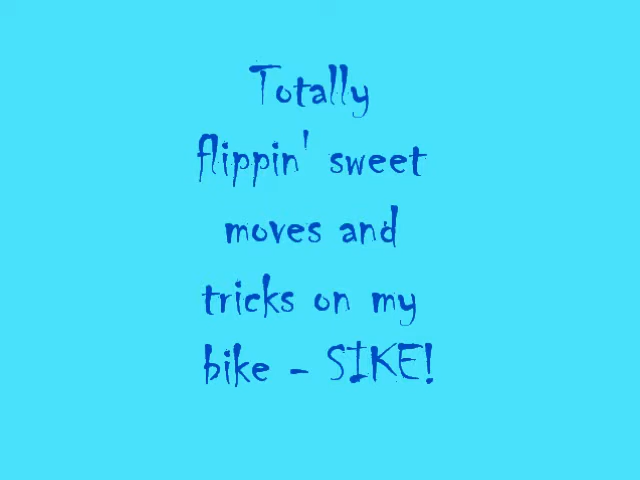 Totally
flippin' sweet
moves and
tricks on my
bike - SIKE!